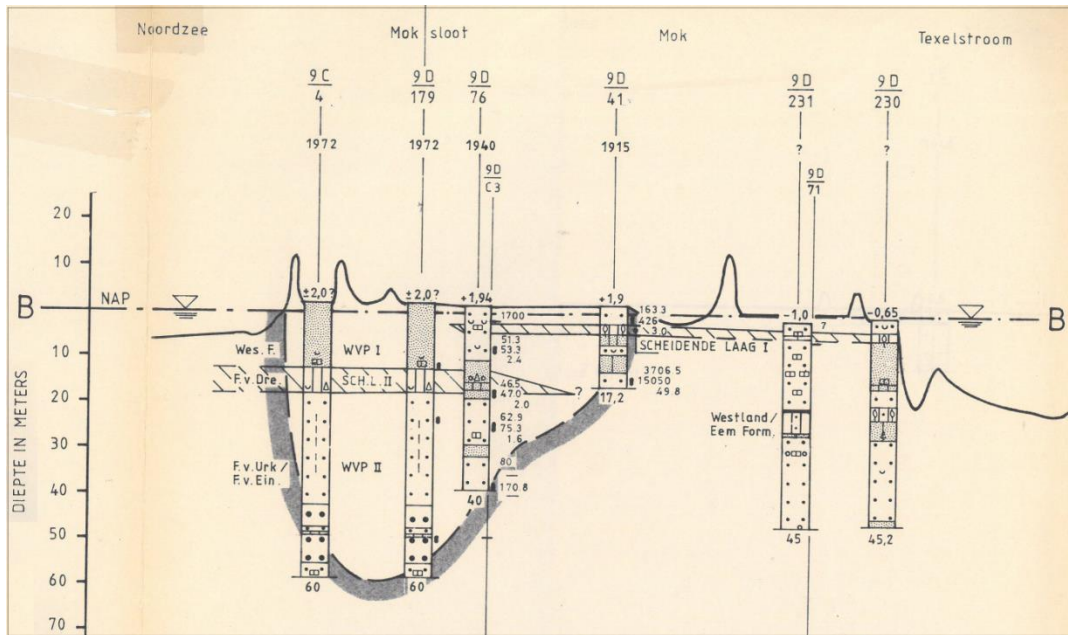 Noordzee Mok sloot Mok Texelstroom
9C 9D 9D 9D 9D 9D
4 179 76 41 231 230
1972 1972 1940 1915 ? ?
9D 9D
C3 71
20
10
B NAP ±2,0? ±2,0? +1,94 +1,9 -1,0 -0,65 B
1700 1633
426
3.0
?
Wes. F. WVP I 51.3 SCHEIDENDE LAAG I
10 53.3
2.4
F.v.Dre. SCH.L.II 46.5 3706.5
47.0 15050
20 2.0 ? 17,2 49.8
62.9 Westland/
75.3 Eem Form.
30 1.6
F.v. Urk/ WVP II 80
F.v. Ein.
40 40 170.8
50 45 45,2
60 60 60
70
DIEPTE IN METERS